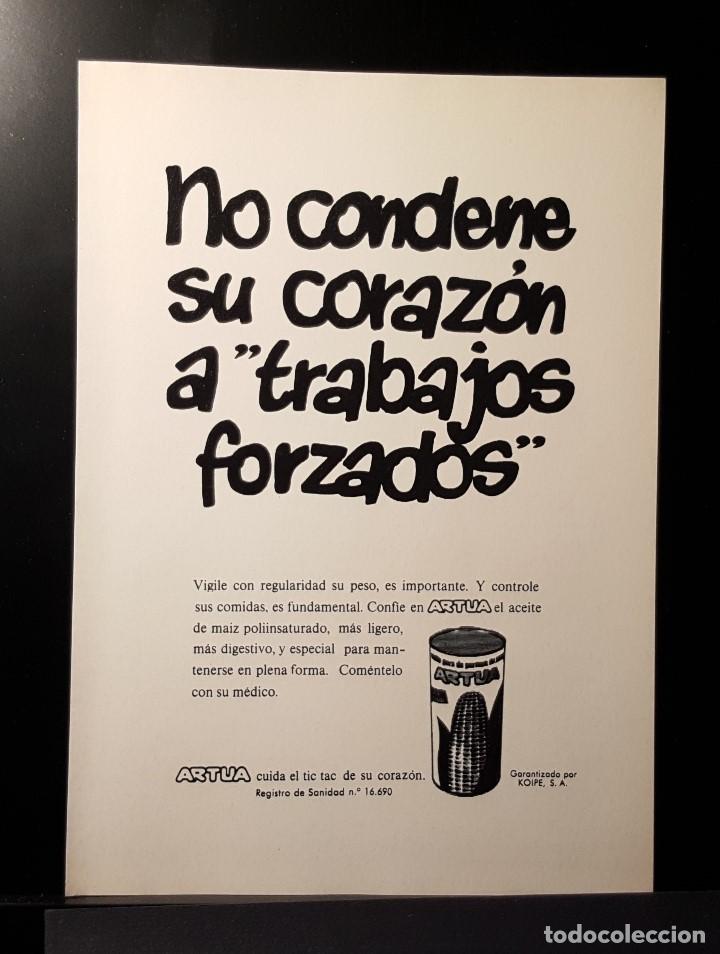 No condene
su corazón
a "trabajos
forzados"
Vigile con regularidad su peso, es importante. Y controle
sus comidas, es fundamental. Confíe en ARTUA el aceite
de maiz poliinsaturado, más ligero,
más digestivo, y especial para man-
tenerse en plena forma. Coméntelo
con su médico.
ARTUA
ARTUA cuida el tic tac de su corazón.
Registro de Sanidad n.º 16.690
Garantizado por
KOIPE, S. A.
todocoleccion